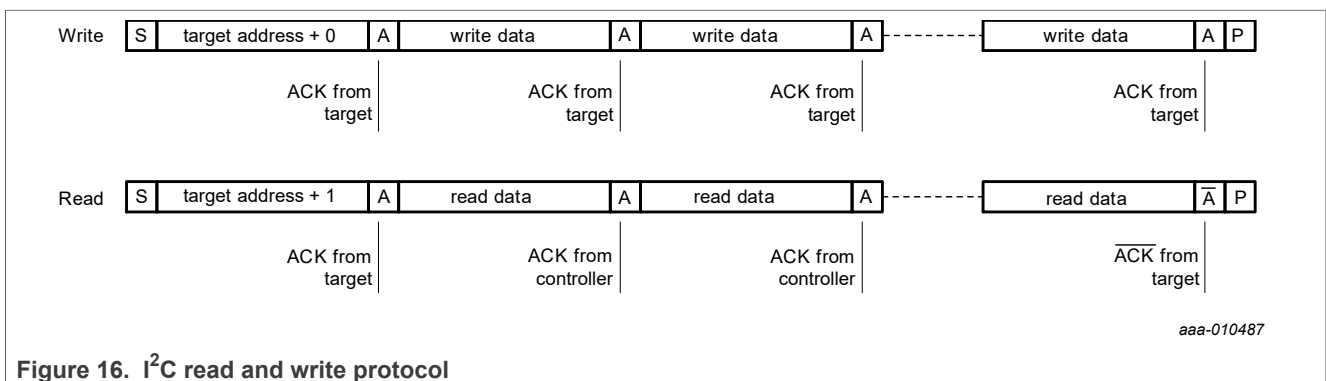 Write S target address + 0 A write data A write data A write data A P
ACK from target ACK from target ACK from target ACK from target
Read S target address + 1 A read data A read data A read data A̅ P
ACK from target ACK from controller ACK from controller A̅C̅K̅ from target
aaa-010487
Figure 16. I²C read and write protocol